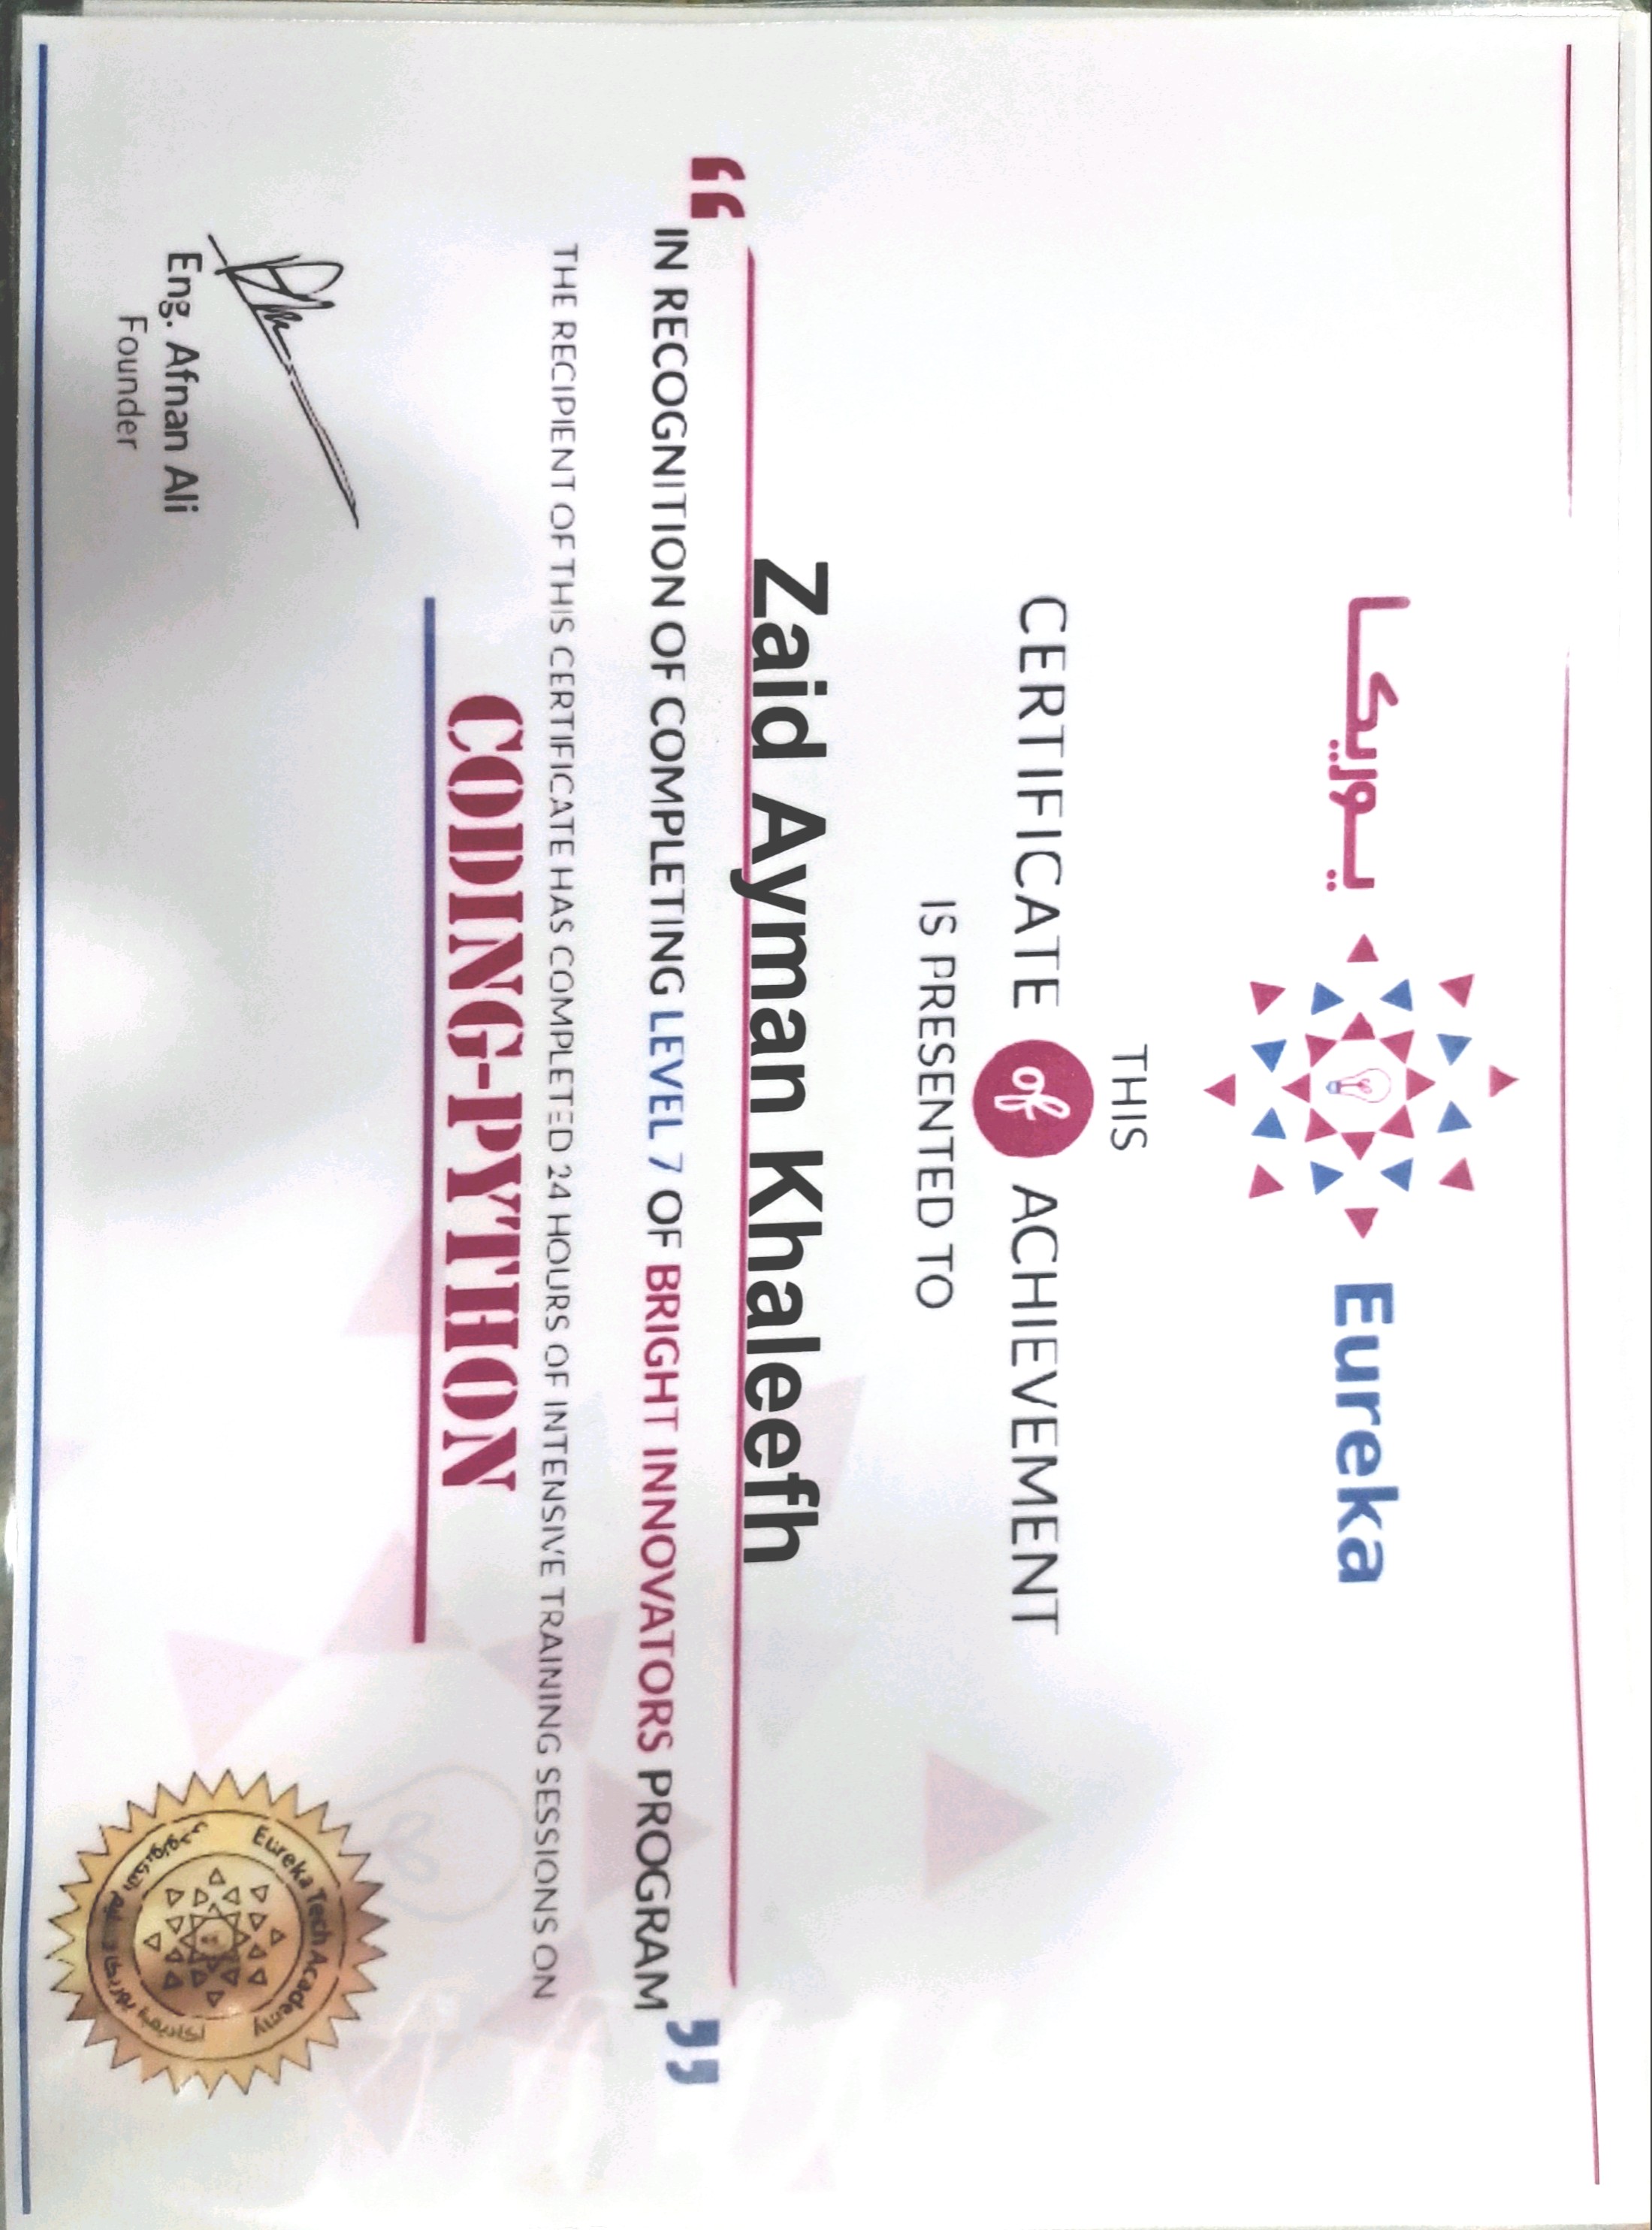 يوريكا Eureka
THIS
CERTIFICATE of ACHIEVEMENT
IS PRESENTED TO
Zaid Ayman Khaleefh
“IN RECOGNITION OF COMPLETING LEVEL 7 OF BRIGHT INNOVATORS PROGRAM”
THE RECIPIENT OF THIS CERTIFICATE HAS COMPLETED 24 HOURS OF INTENSIVE TRAINING SESSIONS ON
CODING-PYTHON
Eng. Afnan Ali
Founder
Eureka Tech Academy
أكاديمية يوريكا التكنولوجي